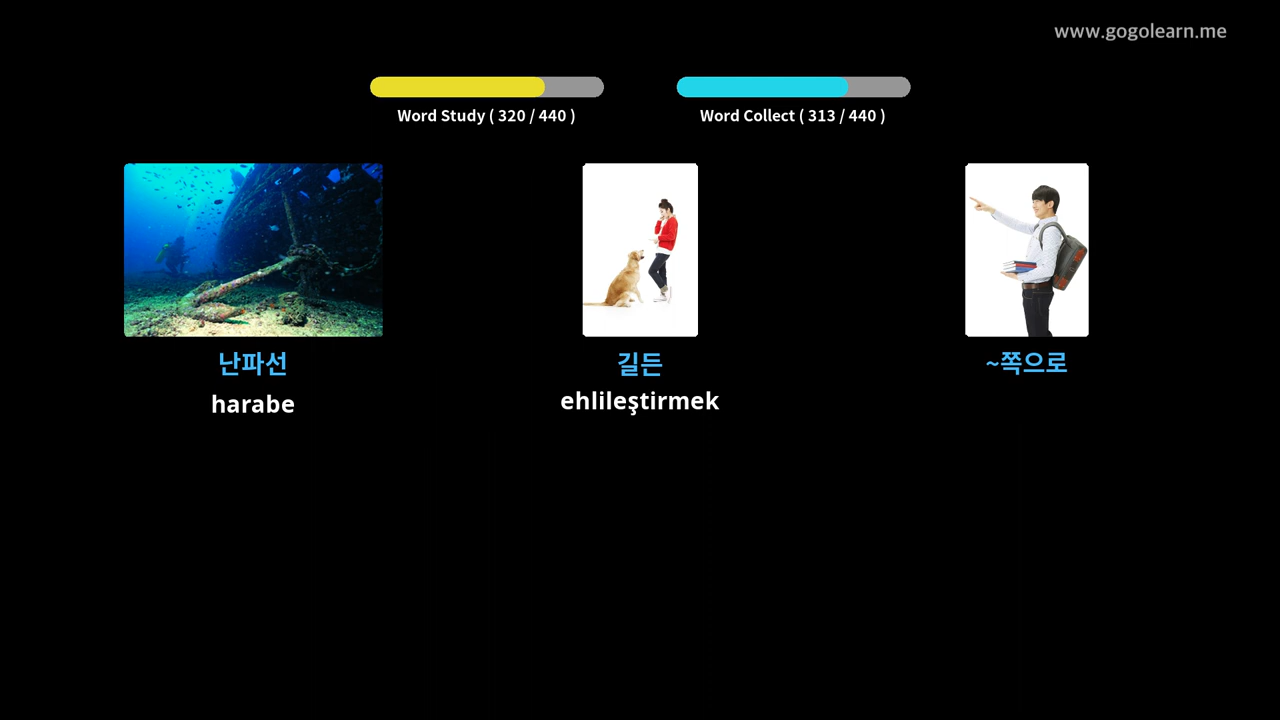 www.gogolearn.me
Word Study ( 320 / 440 )
Word Collect ( 313 / 440 )
난파선
길든
~쪽으로
harabe
ehlileştirmek